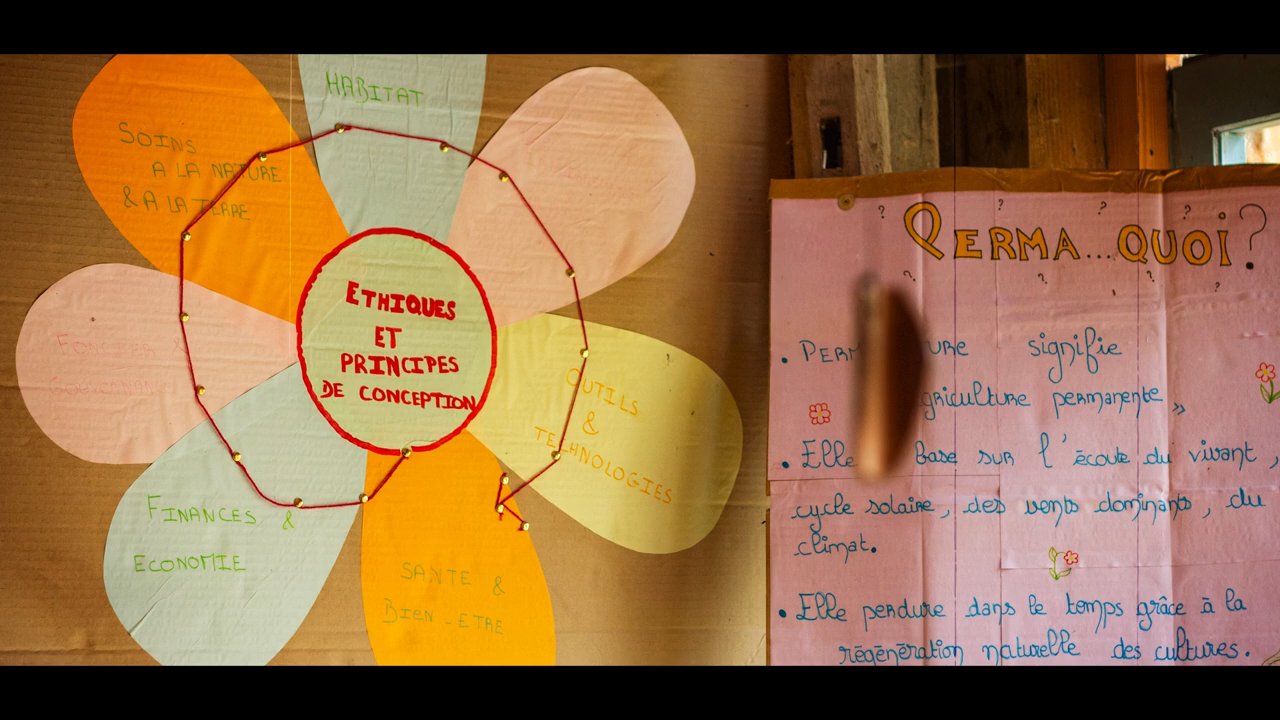 HABITAT
SOINS
A LA NATURE
& A LA TERRE
ETHIQUES
ET
PRINCIPES
DE CONCEPTION
OUTILS
&
TECHNOLOGIES
FINANCES &
ECONOMIE
SANTE &
BIEN-ETRE
PERMA...QUOI?
• signifie
permanente »
• Elle base sur l'écoute du vivant,
cycle solaire, des vents dominants, du
climat.
• Elle perdure dans le temps grâce à la
régénération naturelle des cultures.